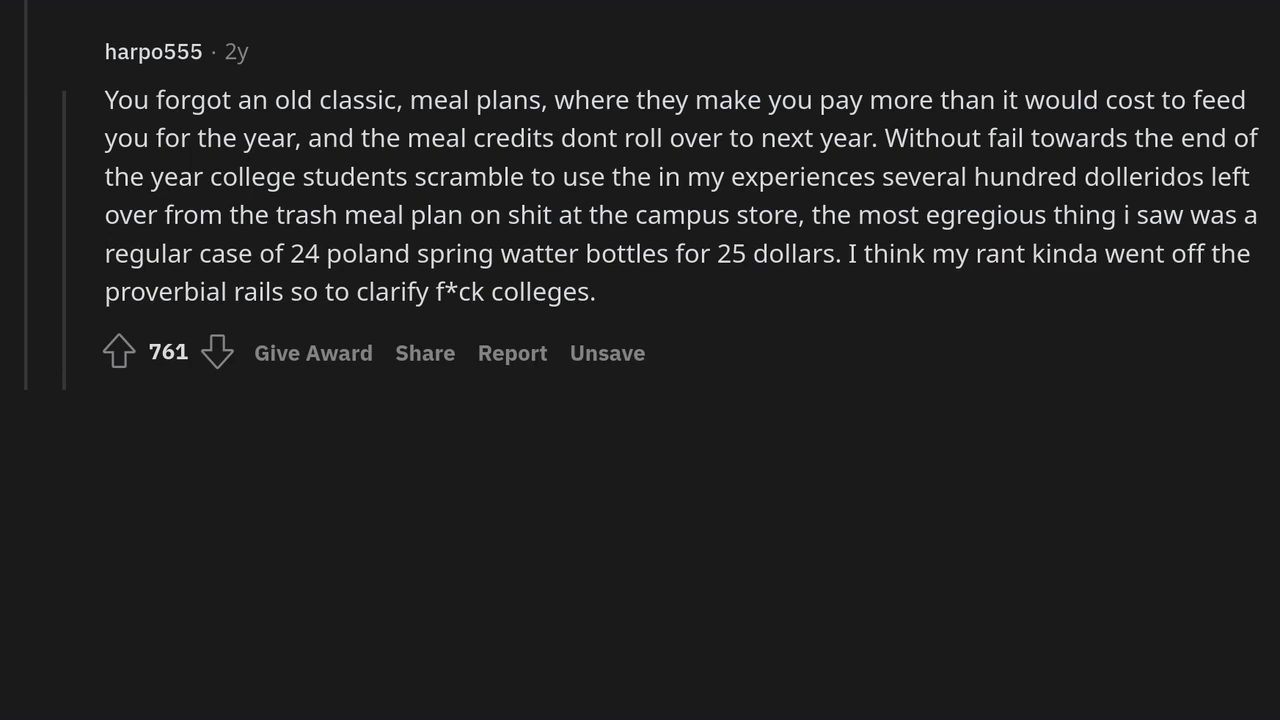 harpo555 · 2y
You forgot an old classic, meal plans, where they make you pay more than it would cost to feed
you for the year, and the meal credits dont roll over to next year. Without fail towards the end of
the year college students scramble to use the in my experiences several hundred dolleridos left
over from the trash meal plan on shit at the campus store, the most egregious thing i saw was a
regular case of 24 poland spring watter bottles for 25 dollars. I think my rant kinda went off the
proverbial rails so to clarify f*ck colleges.
761 Give Award Share Report Unsave